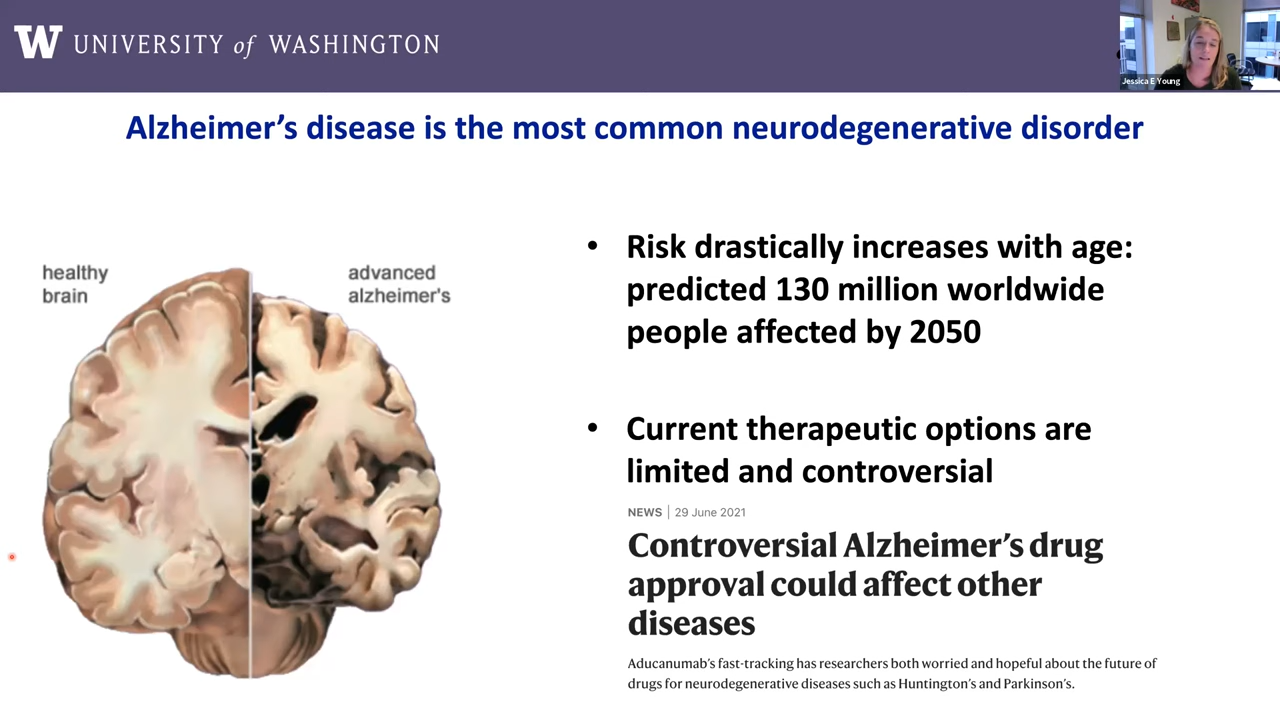 W UNIVERSITY of WASHINGTON
Jessica E Young
Alzheimer’s disease is the most common neurodegenerative disorder
healthy
brain
advanced
alzheimer's
• Risk drastically increases with age:
predicted 130 million worldwide
people affected by 2050
• Current therapeutic options are
limited and controversial
NEWS | 29 June 2021
Controversial Alzheimer’s drug
approval could affect other
diseases
Aducanumab’s fast-tracking has researchers both worried and hopeful about the future of
drugs for neurodegenerative diseases such as Huntington’s and Parkinson’s.